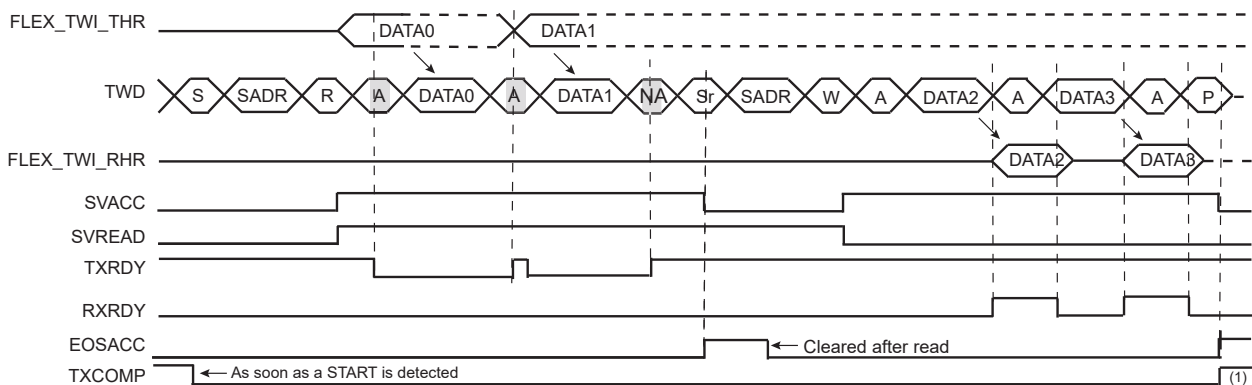 FLEX_TWI_THR DATA0 DATA1
TWD S SADR R A DATA0 A DATA1 NA Sr SADR W A DATA2 A DATA3 A P
FLEX_TWI_RHR DATA2 DATA3
SVACC
SVREAD
TXRDY
RXRDY
EOSACC Cleared after read
TXCOMP As soon as a START is detected (1)